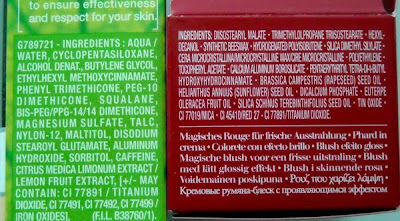 to ensure effectiveness
and respect for your skin.
G789721 - INGREDIENTS : AQUA /
WATER, CYCLOPENTASILOXANE,
ALCOHOL DENAT., BUTYLENE GLYCOL,
ETHYLHEXYL METHOXYCINNAMATE,
PHENYL TRIMETHICONE, PEG-10
DIMETHICONE, SQUALANE,
BIS-PEG/PPG-14/14 DIMETHICONE,
MAGNESIUM SULFATE, TALC,
NYLON-12, MALTITOL, DISODIUM
STEAROYL GLUTAMATE, ALUMINUM
HYDROXIDE, SORBITOL, CAFFEINE,
CITRUS MEDICA LIMONUM EXTRACT /
LEMON FRUIT EXTRACT, [+/- MAY
CONTAIN: CI 77891 / TITANIUM
DIOXIDE, CI 77491, CI 77492, CI 77499 /
IRON OXIDES]. (F.I.L. B38760/1).
INGREDIENTS: DIISOSTEARYL MALATE - TRIMETHYLOLPROPANE TRIISOSTEARATE - HEXYL-
DECANOL - SYNTHETIC BEESWAX - HYDROGENATED POLYISOBUTENE - SILICA DIMETHYL SILYLATE -
CERA MICROCRISTALLINA/MICROCRYSTALLINE WAX/CIRE MICROCRISTALLINE - POLYETHYLENE -
TOCOPHERYL ACETATE - CALCIUM ALUMINUM BOROSILICATE - PENTAERYTHRITYL TETRA-DI-t-BUTYL
HYDROXYHYDROCINNAMATE - BRASSICA CAMPESTRIS (RAPESEED) SEED OIL -
HELIANTHUS ANNUUS (SUNFLOWER) SEED OIL - DICALCIUM PHOSPHATE - EUTERPE
OLERACEA FRUIT OIL - SILICA SCHINUS TEREBINTHIFOLIUS SEED OIL - TIN OXIDE -
CI 77019/MICA - CI 45410/RED 27 - CI 77891/TITANIUM DIOXIDE.
Magisches Rouge für frische Ausstrahlung - Phard in
crema - Colorete con efecto brillo - Blush efeito gloss
Magische blush voor een frisse uitstraling - Blush
med lätt glossig effekt - Blush i skinnende rosa
Voidemainen poskipuna - Ρουζ που χαρίζει λάμψη
Кремовые румяна-блеск с проявляющимся эффектом